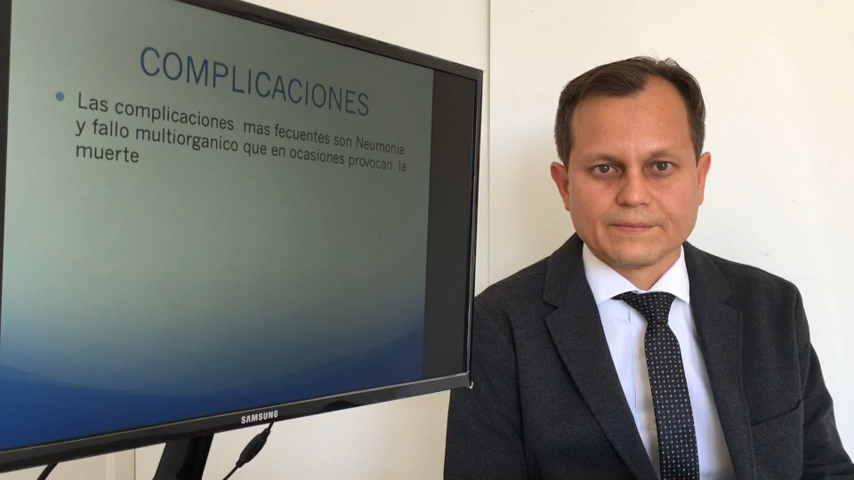 COMPLICACIONES
Las complicaciones mas fecuentes son Neumonia
y fallo multiorganico que en ocasiones provocan la
muerte
SAMSUNG